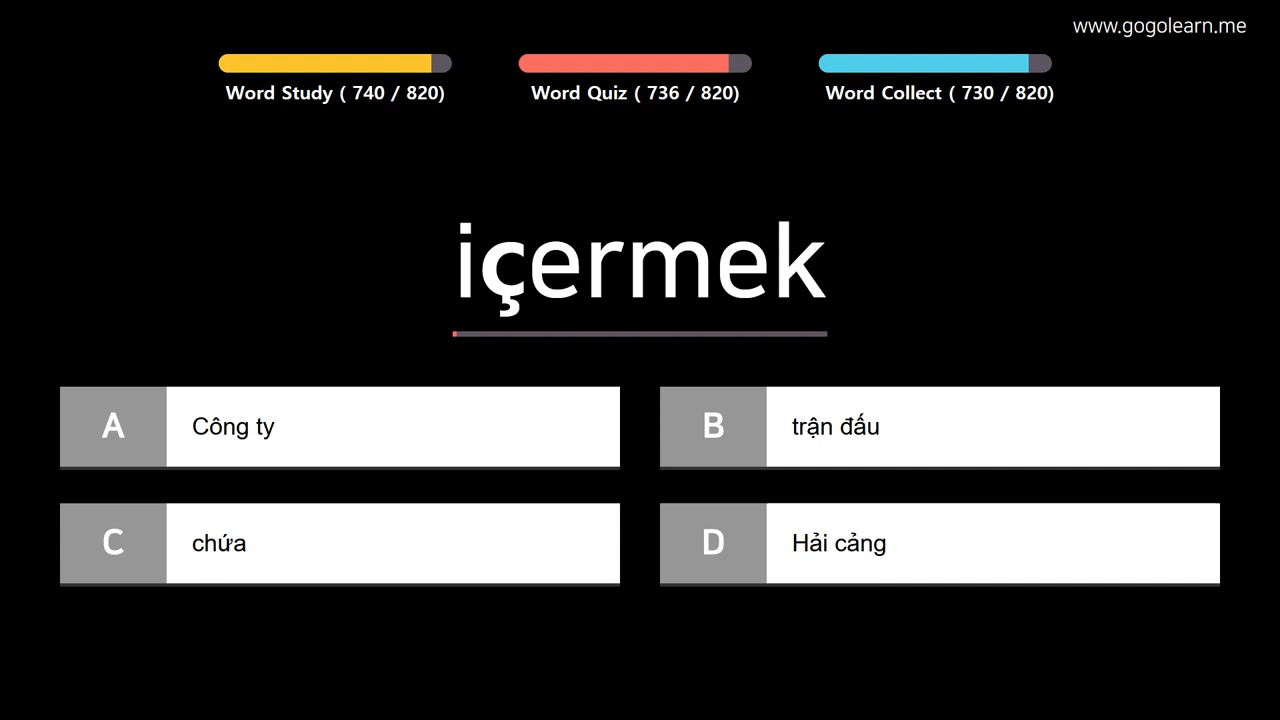 www.gogolearn.me
Word Study ( 740 / 820)
Word Quiz ( 736 / 820)
Word Collect ( 730 / 820)
içermek
A
Công ty
B
trận đấu
C
chứa
D
Hải cảng